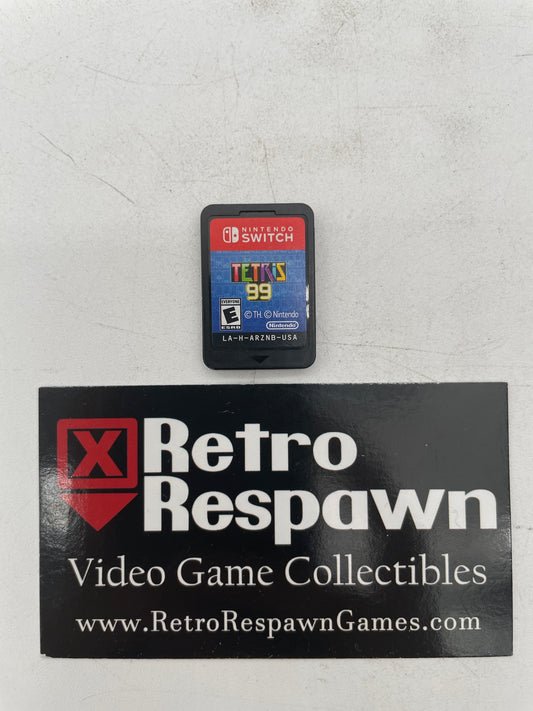 NINTENDO
SWITCH
TETRIS
99
EVERYONE
E
ESRB
© TH. © Nintendo
Nintendo
LA-H-ARZNB-USA
X
Retro
Respawn
Video Game Collectibles
www.RetroRespawnGames.com